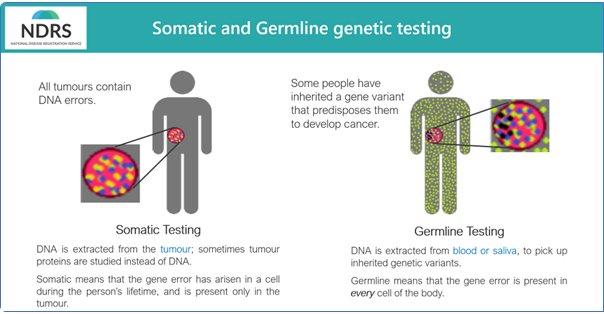 NDRS
NATIONAL DISEASE REGISTRATION SERVICE
Somatic and Germline genetic testing
All tumours contain
DNA errors.
Some people have
inherited a gene variant
that predisposes them
to develop cancer.
Somatic Testing
DNA is extracted from the tumour; sometimes tumour
proteins are studied instead of DNA.
Somatic means that the gene error has arisen in a cell
during the person's lifetime, and is present only in the
tumour.
Germline Testing
DNA is extracted from blood or saliva, to pick up
inherited genetic variants.
Germline means that the gene error is present in
every cell of the body.